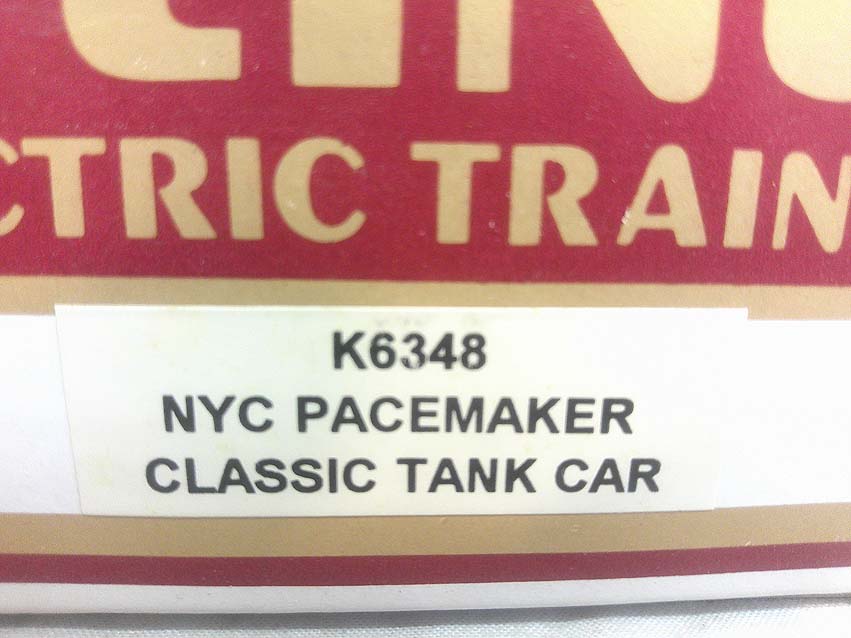 CTRIC TRAIN
K6348
NYC PACEMAKER
CLASSIC TANK CAR